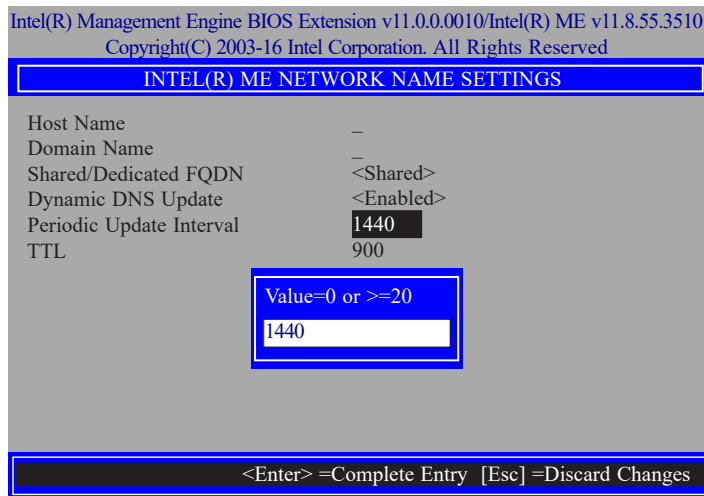 Intel(R) Management Engine BIOS Extension v11.0.0.0010/Intel(R) ME v11.8.55.3510
Copyright(C) 2003-16 Intel Corporation. All Rights Reserved
INTEL(R) ME NETWORK NAME SETTINGS
Host Name _
Domain Name _
Shared/Dedicated FQDN <Shared>
Dynamic DNS Update <Enabled>
Periodic Update Interval 1440
TTL 900
Value=0 or >=20
1440
<Enter> =Complete Entry [Esc] =Discard Changes